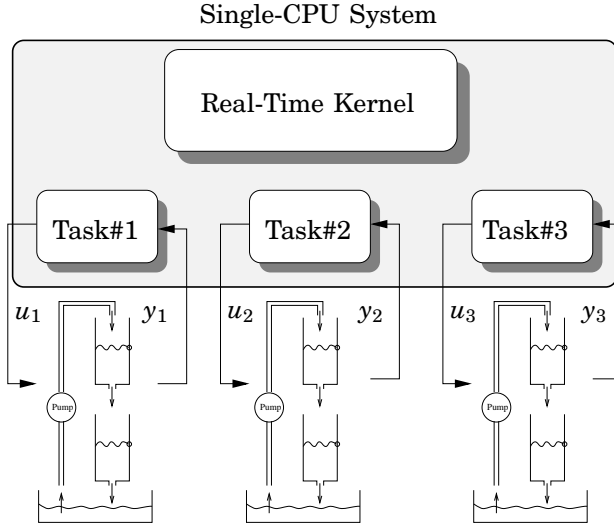 Single-CPU System
Real-Time Kernel
Task#1 Task#2 Task#3
u1 y1 u2 y2 u3 y3
Pump Pump Pump